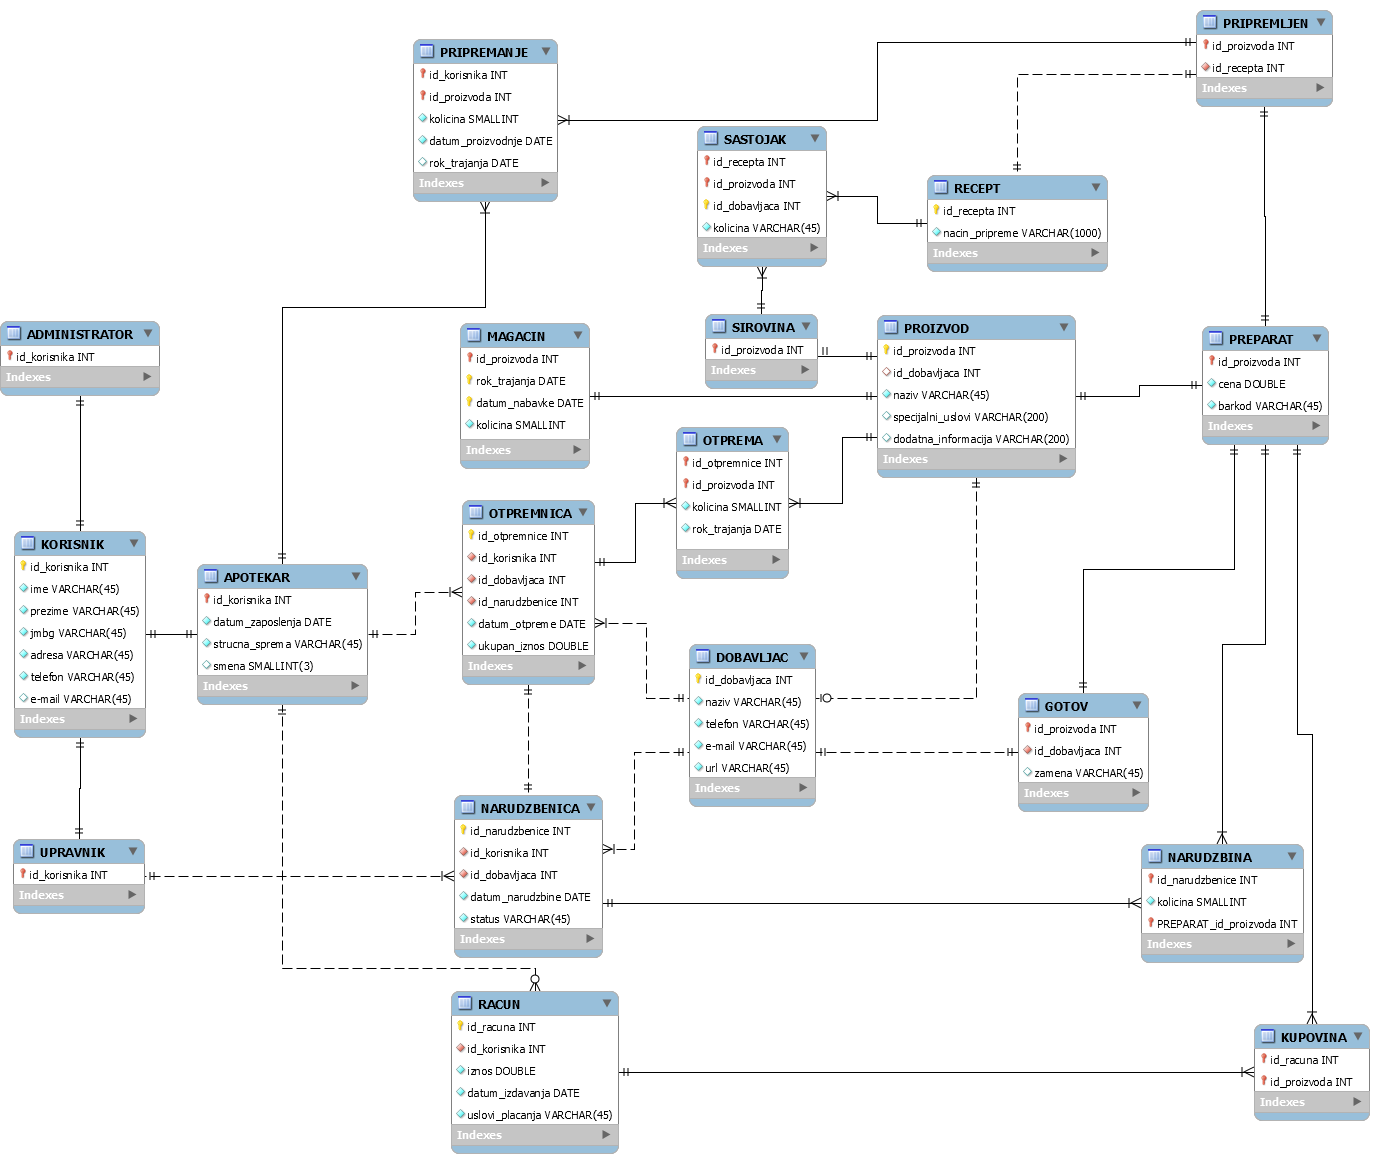 PRIPREMANJE
id_korisnika INT
id_proizvoda INT
kolicina SMALLINT
datum_proizvodnje DATE
rok_trajanja DATE
Indexes
PRIPREMLJEN
id_proizvoda INT
id_recepta INT
Indexes
SASTOJAK
id_recepta INT
id_proizvoda INT
id_dobavljaca INT
kolicina VARCHAR(45)
Indexes
RECEPT
id_recepta INT
nacin_pripreme VARCHAR(1000)
Indexes
ADMINISTRATOR
id_korisnika INT
Indexes
MAGACIN
id_proizvoda INT
rok_trajanja DATE
datum_nabavke DATE
kolicina SMALLINT
Indexes
SIROVINA
id_proizvoda INT
Indexes
PROIZVOD
id_proizvoda INT
id_dobavljaca INT
naziv VARCHAR(45)
specijalni_uslovi VARCHAR(200)
dodatna_informacija VARCHAR(200)
Indexes
PREPARAT
id_proizvoda INT
cena DOUBLE
barkod VARCHAR(45)
Indexes
OTPREMA
id_otpremnice INT
id_proizvoda INT
kolicina SMALLINT
rok_trajanja DATE
Indexes
OTPREMNICA
id_otpremnice INT
id_korisnika INT
id_dobavljaca INT
id_narudzbenice INT
datum_otpreme DATE
ukupan_iznos DOUBLE
Indexes
KORISNIK
id_korisnika INT
ime VARCHAR(45)
prezime VARCHAR(45)
jmbg VARCHAR(45)
adresa VARCHAR(45)
telefon VARCHAR(45)
e-mail VARCHAR(45)
Indexes
APOTEKAR
id_korisnika INT
datum_zaposlenja DATE
strucna_sprema VARCHAR(45)
smena SMALLINT(3)
Indexes
DOBAVLJAC
id_dobavljaca INT
naziv VARCHAR(45)
telefon VARCHAR(45)
e-mail VARCHAR(45)
url VARCHAR(45)
Indexes
GOTOV
id_proizvoda INT
id_dobavljaca INT
zamena VARCHAR(45)
Indexes
UPRAVNIK
id_korisnika INT
Indexes
NARUDZBENICA
id_narudzbenice INT
id_korisnika INT
id_dobavljaca INT
datum_narudzbine DATE
status VARCHAR(45)
Indexes
NARUDZBINA
id_narudzbenice INT
kolicina SMALLINT
PREPARAT_id_proizvoda INT
Indexes
RACUN
id_racuna INT
id_korisnika INT
iznos DOUBLE
datum_izdavanja DATE
uslovi_placanja VARCHAR(45)
Indexes
KUPOVINA
id_racuna INT
id_proizvoda INT
Indexes